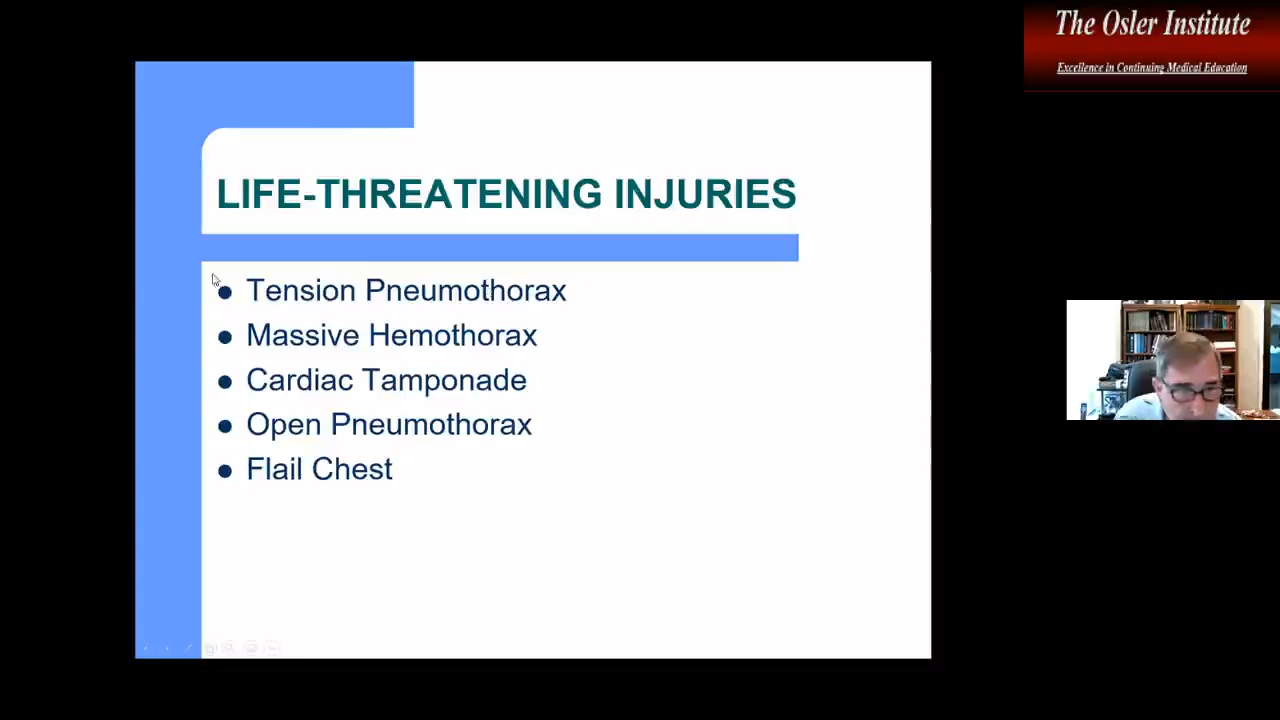 The Osler Institute
Excellence in Continuing Medical Education
LIFE-THREATENING INJURIES
Tension Pneumothorax
Massive Hemothorax
Cardiac Tamponade
Open Pneumothorax
Flail Chest